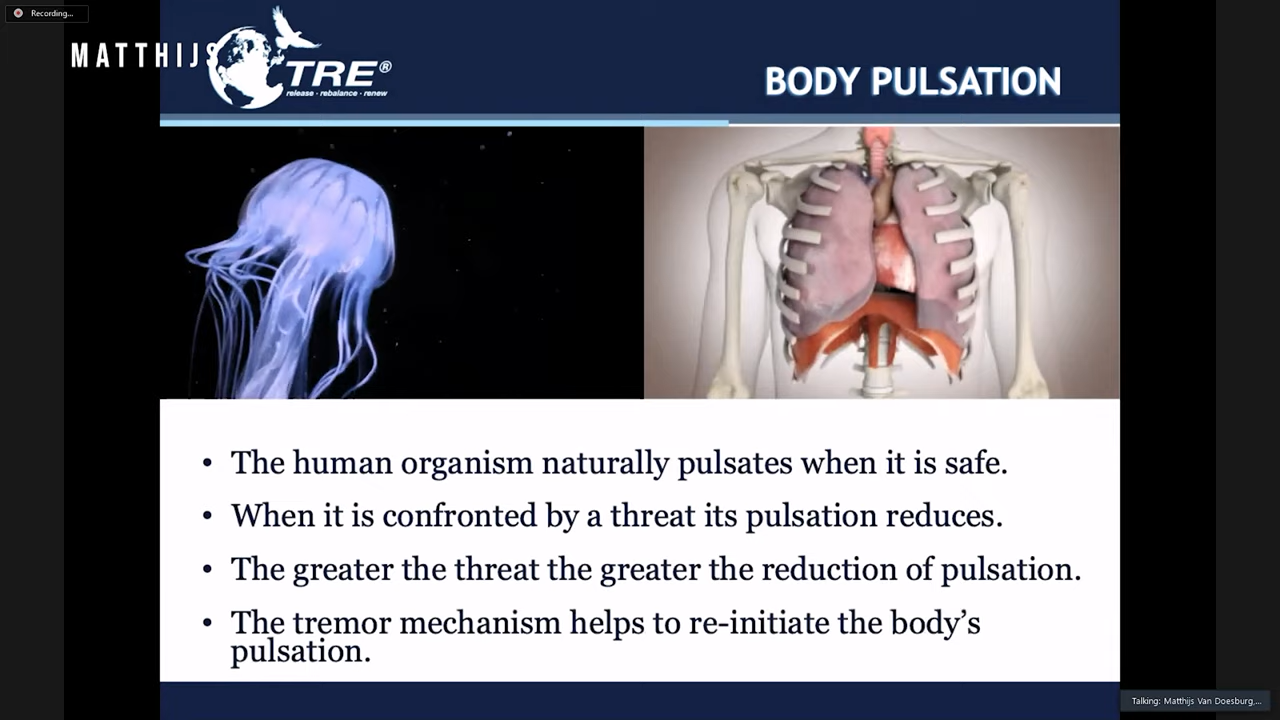 Recording...
MATTHIJS
TRE®
release · rebalance · renew
BODY PULSATION
• The human organism naturally pulsates when it is safe.
• When it is confronted by a threat its pulsation reduces.
• The greater the threat the greater the reduction of pulsation.
• The tremor mechanism helps to re-initiate the body’s
pulsation.
Talking: Matthijs Van Doesburg,...